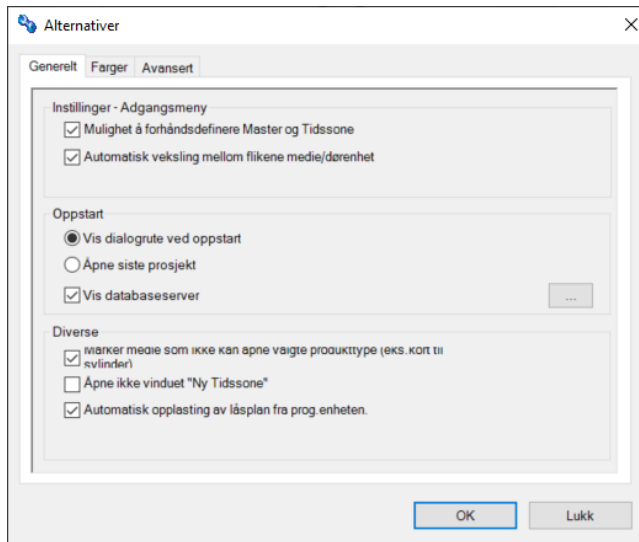 Alternativer
Generelt Farger Avansert
Instillinger - Adgangsmeny
Mulighet å forhåndsdefinere Master og Tidssone
Automatisk veksling mellom flikene medie/dørenhet
Oppstart
Vis dialogrute ved oppstart
Åpne siste prosjekt
Vis databaseserver
...
Diverse
Marker medie som ikke kan åpne valgte produkttype (eks.kort til
sylinder)
Åpne ikke vinduet "Ny Tidssone"
Automatisk opplasting av låsplan fra prog.enheten.
OK Lukk